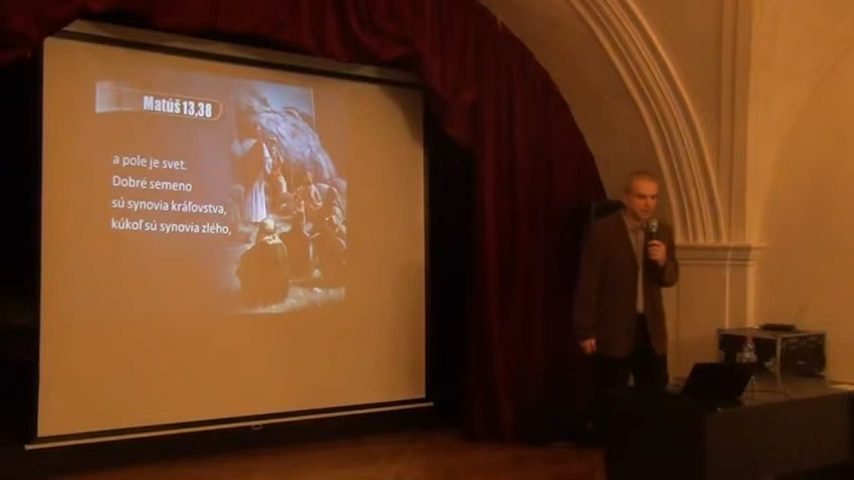 Matúš 13,38
a pole je svet.
Dobré semeno
sú synovia kráľovstva,
kúkoľ sú synovia zlého,